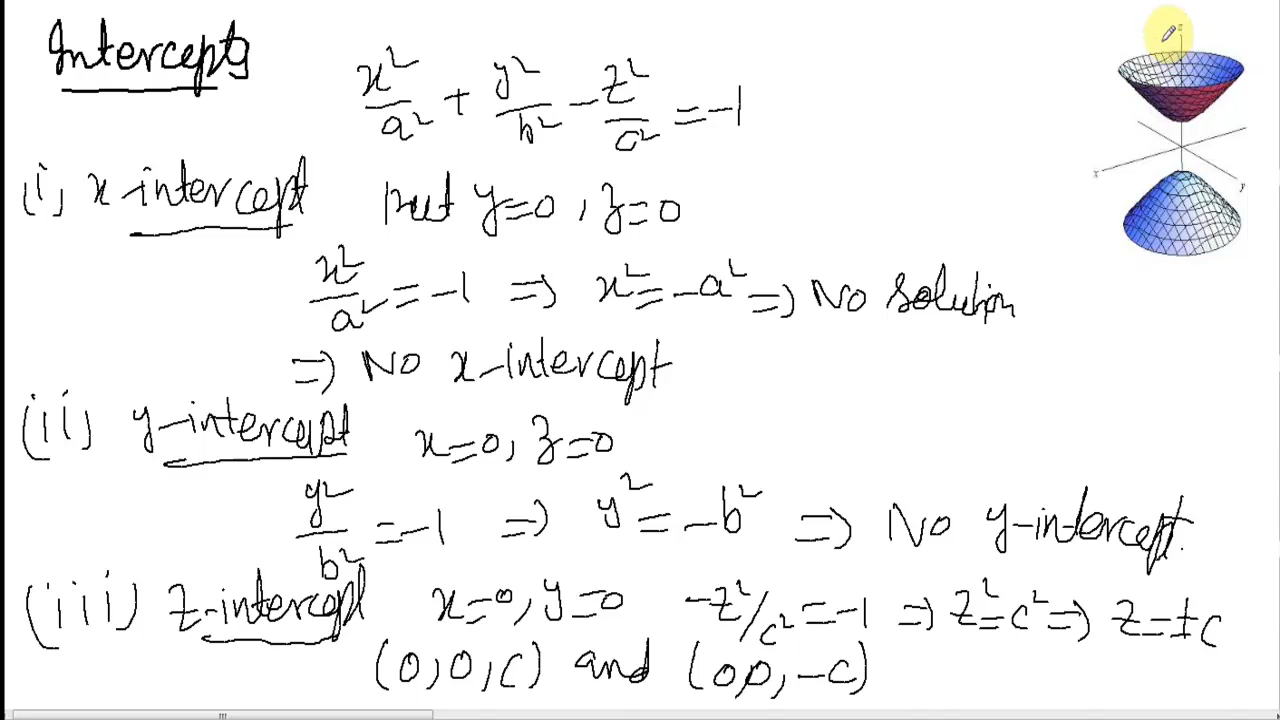 Intercepts
x²/a² + y²/b² - z²/c² = -1
(i) x-intercept put y=0, z=0
x²/a² = -1 ⇒ x² = -a² ⇒ No solution
⇒ No x-intercept
(ii) y-intercept x=0, z=0
y²/b² = -1 ⇒ y² = -b² ⇒ No y-intercept.
(iii) z-intercept x=0, y=0 -z²/c² = -1 ⇒ z² = c² ⇒ z = ±c
(0,0,c) and (0,0,-c)
z
x
y